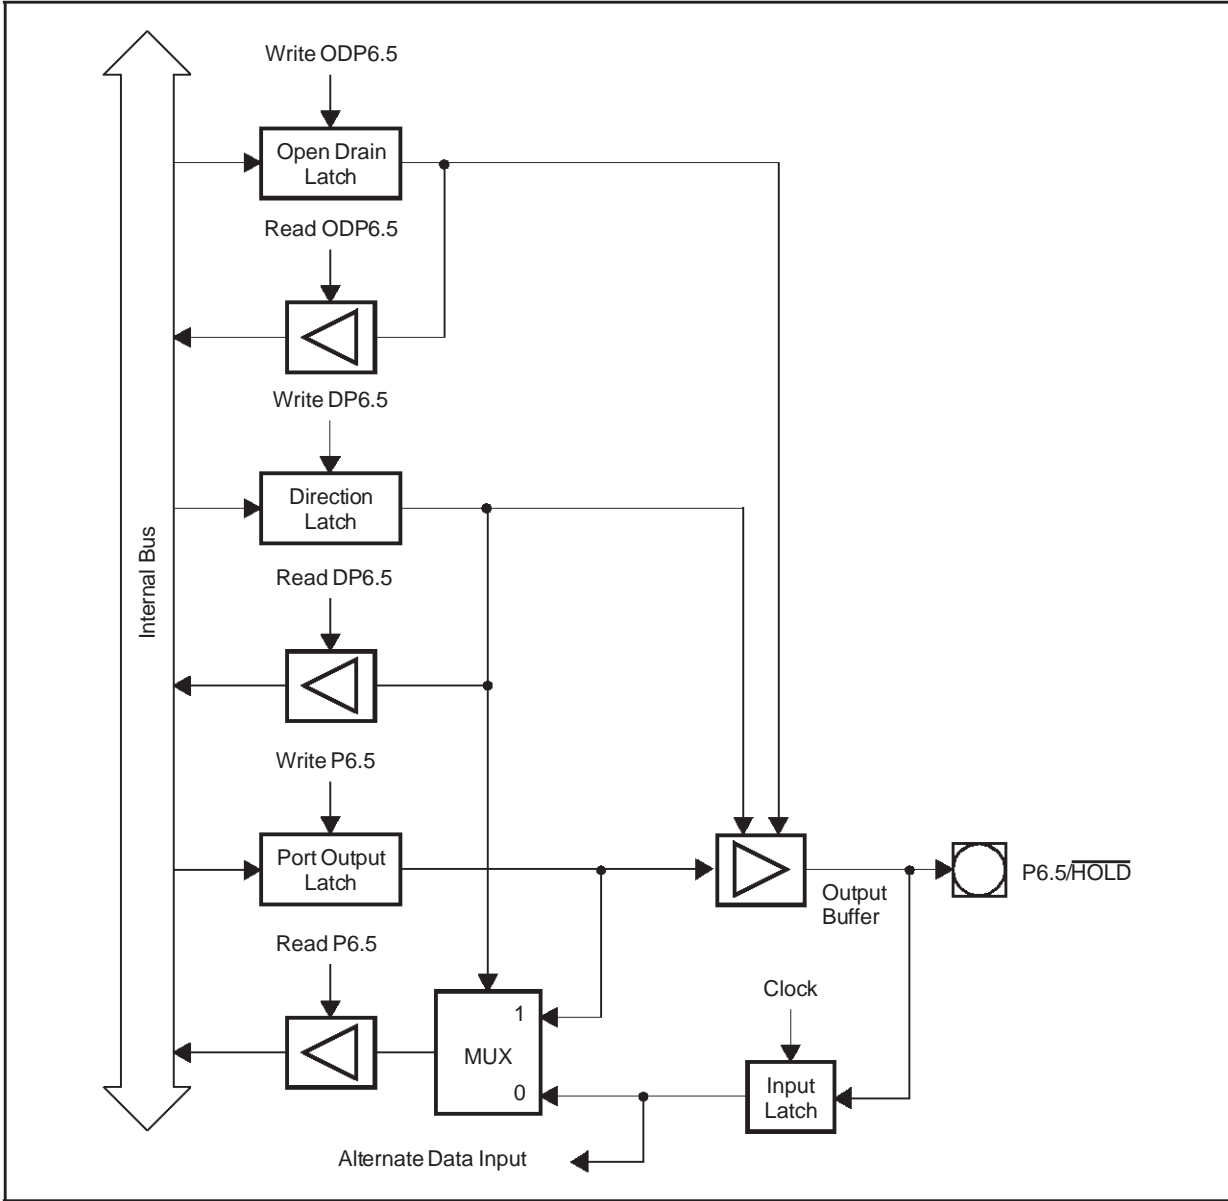 Write ODP6.5
Open Drain
Latch
Read ODP6.5
Write DP6.5
Direction
Latch
Internal Bus
Read DP6.5
Write P6.5
Port Output
Latch
Output
Buffer
P6.5/HOLD
Read P6.5
Clock
1
MUX
0
Input
Latch
Alternate Data Input